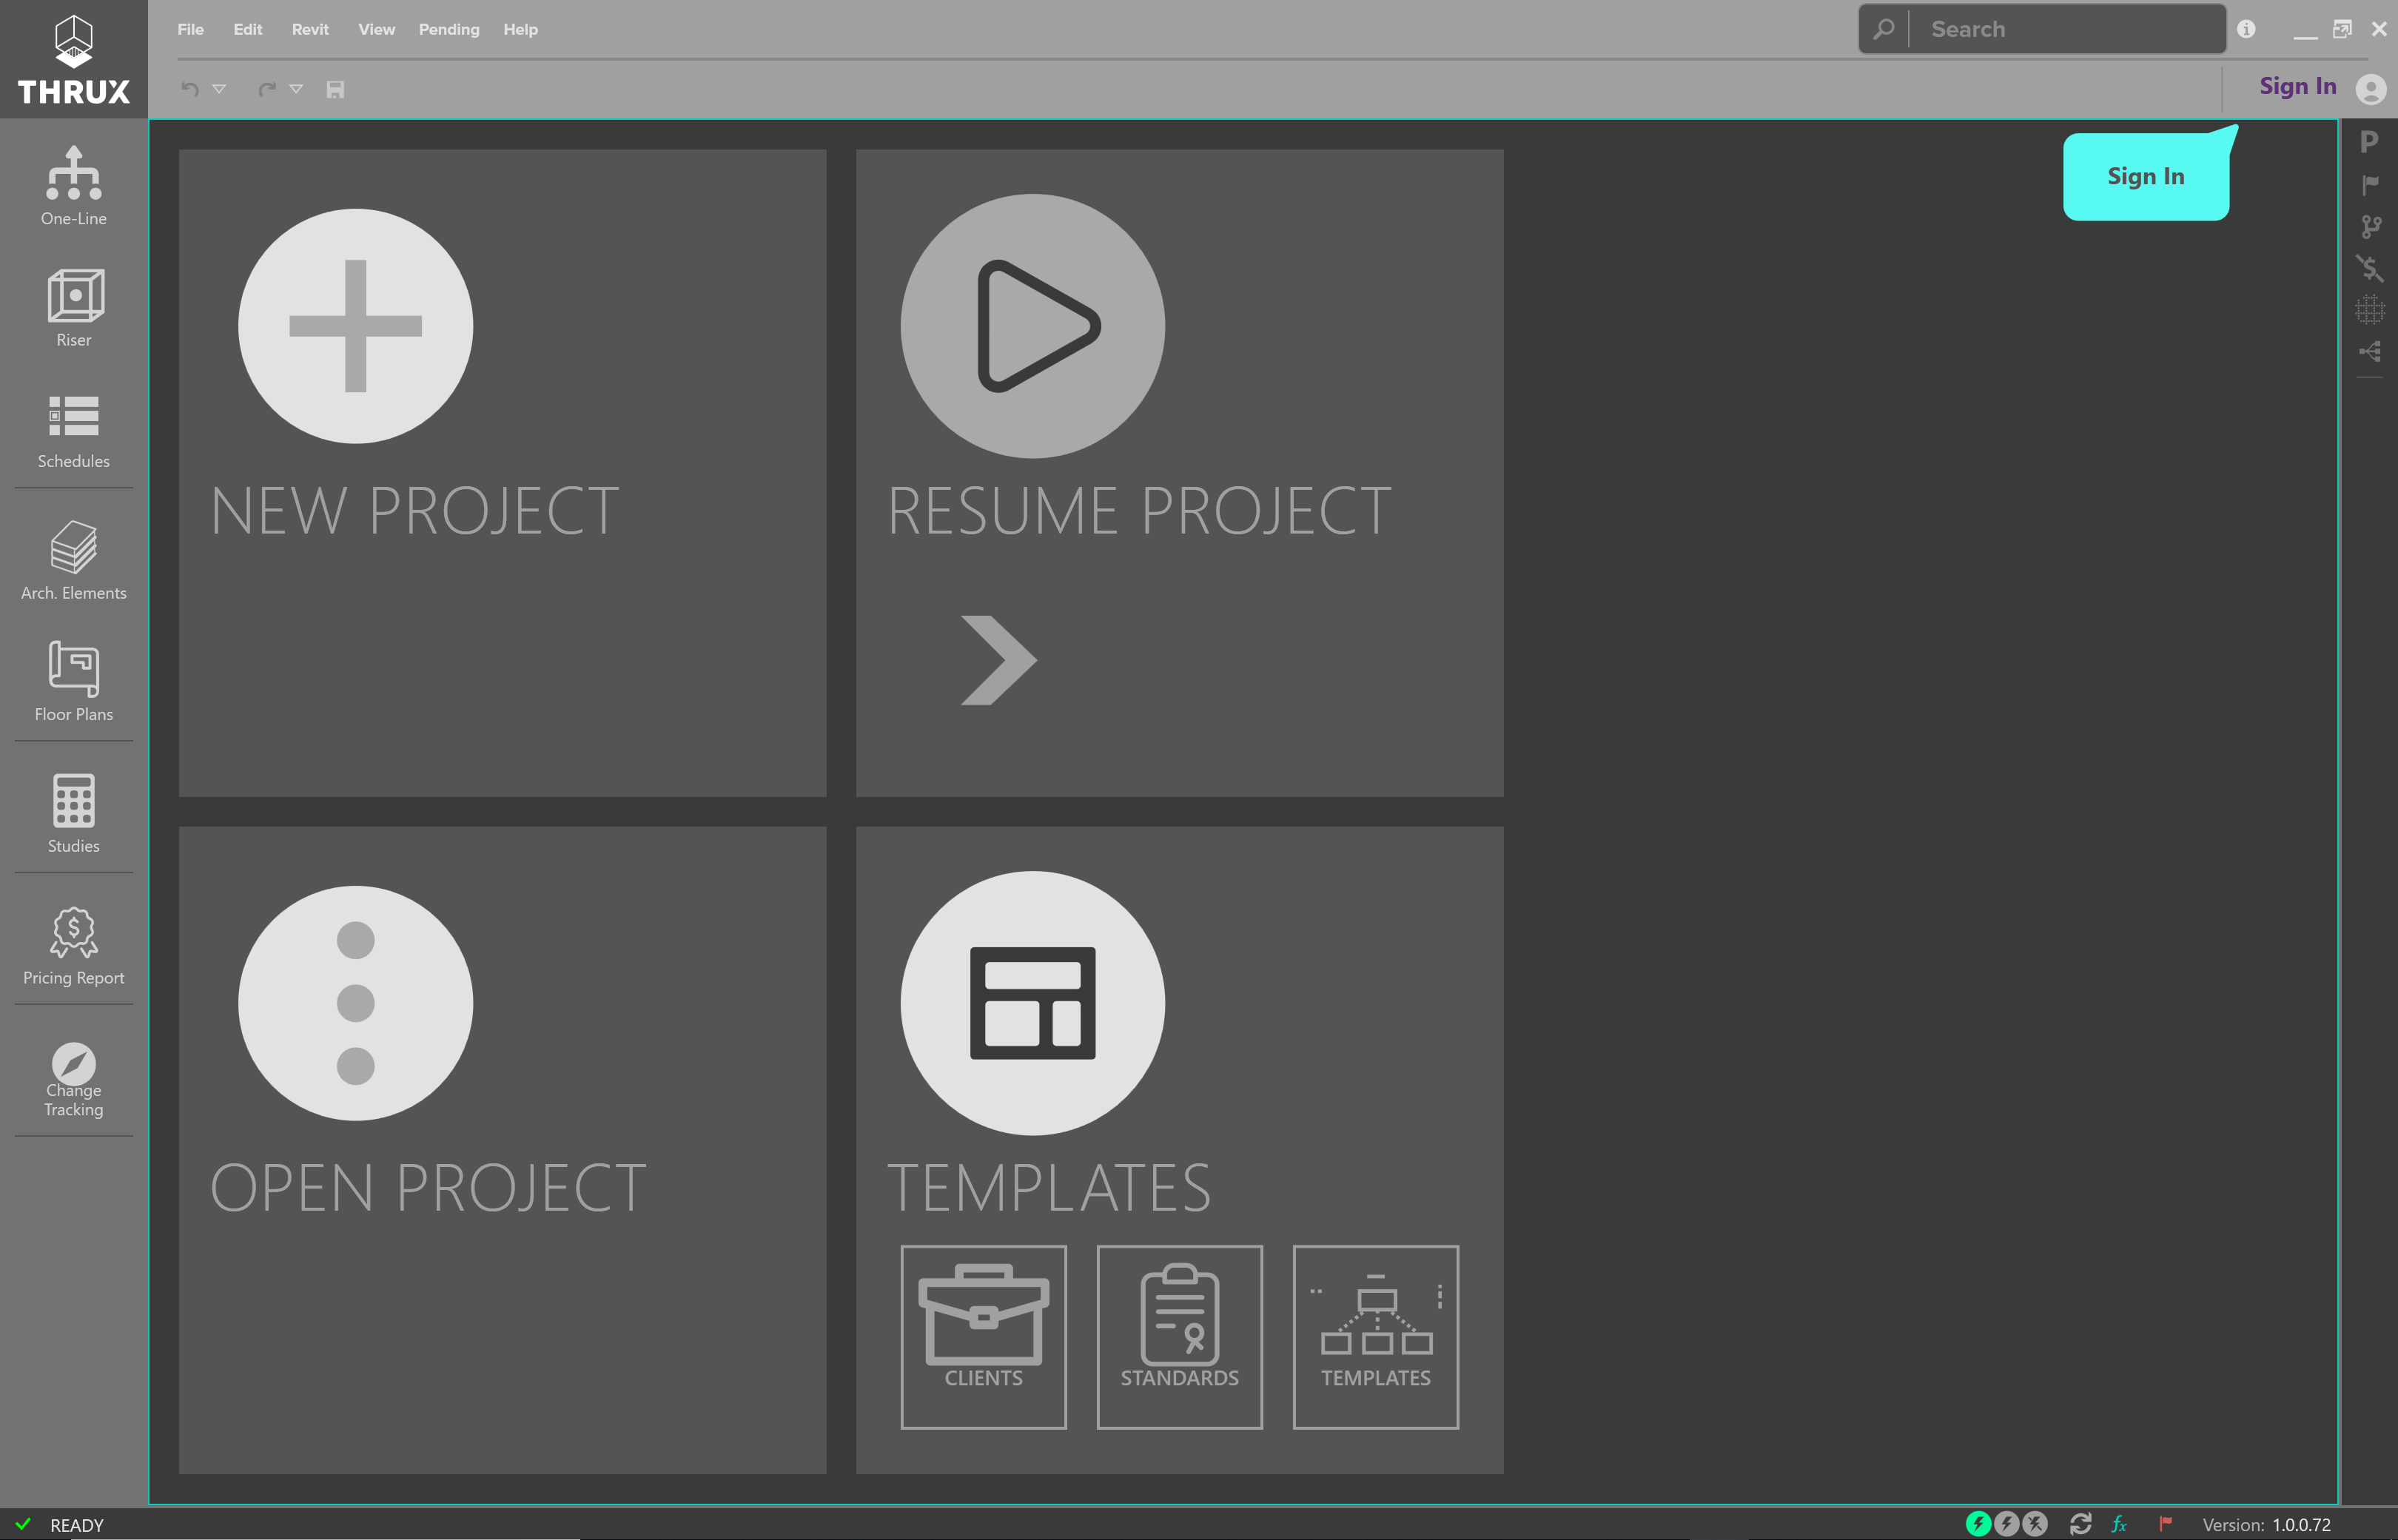 THRUX
File Edit Revit View Pending Help
Search
Sign In
Sign In
P
One-Line
Riser
Schedules
Arch. Elements
Floor Plans
Studies
Pricing Report
Change
Tracking
NEW PROJECT
RESUME PROJECT
OPEN PROJECT
TEMPLATES
CLIENTS
STANDARDS
TEMPLATES
READY
fx
Version: 1.0.0.72